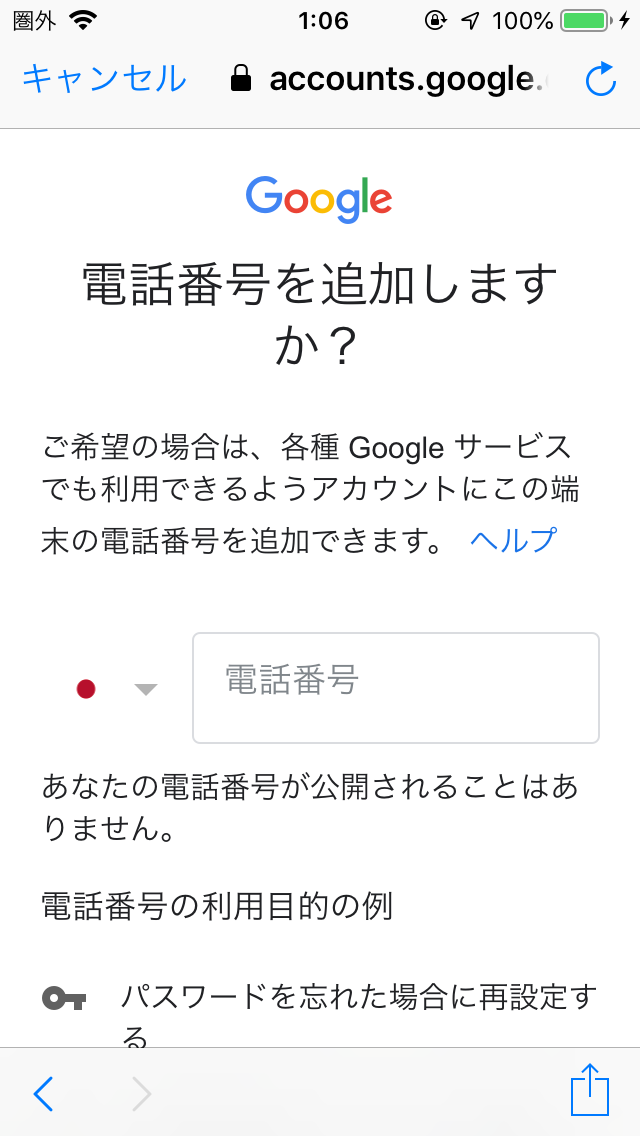 圏外 1:06 100%
キャンセル accounts.google.
Google
電話番号を追加します
か？
ご希望の場合は、各種 Google サービス
でも利用できるようアカウントにこの端
末の電話番号を追加できます。 ヘルプ
電話番号
あなたの電話番号が公開されることはあ
りません。
電話番号の利用目的の例
パスワードを忘れた場合に再設定す
る